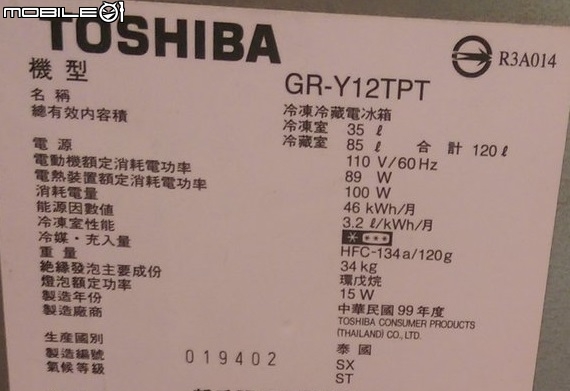 MOBILE01
TOSHIBA
R3A014
機型 GR-Y12TPT
名稱 冷凍冷藏電冰箱
總有效內容積 冷凍室 35 ℓ
冷藏室 85 ℓ 合計 120 ℓ
電源 110 V/60 Hz
電動機額定消耗電功率 89 W
電熱裝置額定消耗電功率 100 W
消耗電量 46 kWh/月
能源因數值 3.2 ℓ/kWh/月
冷凍室性能 * ***
冷媒·充入量 HFC-134a/120g
重量 34 kg
絕緣發泡主要成份 環戊烷
燈泡額定功率 15 W
製造年份 中華民國 99 年度
製造廠商 TOSHIBA CONSUMER PRODUCTS
(THAILAND) CO., LTD.
生產國別 泰國
製造編號 019402 SX
氣候等級 ST